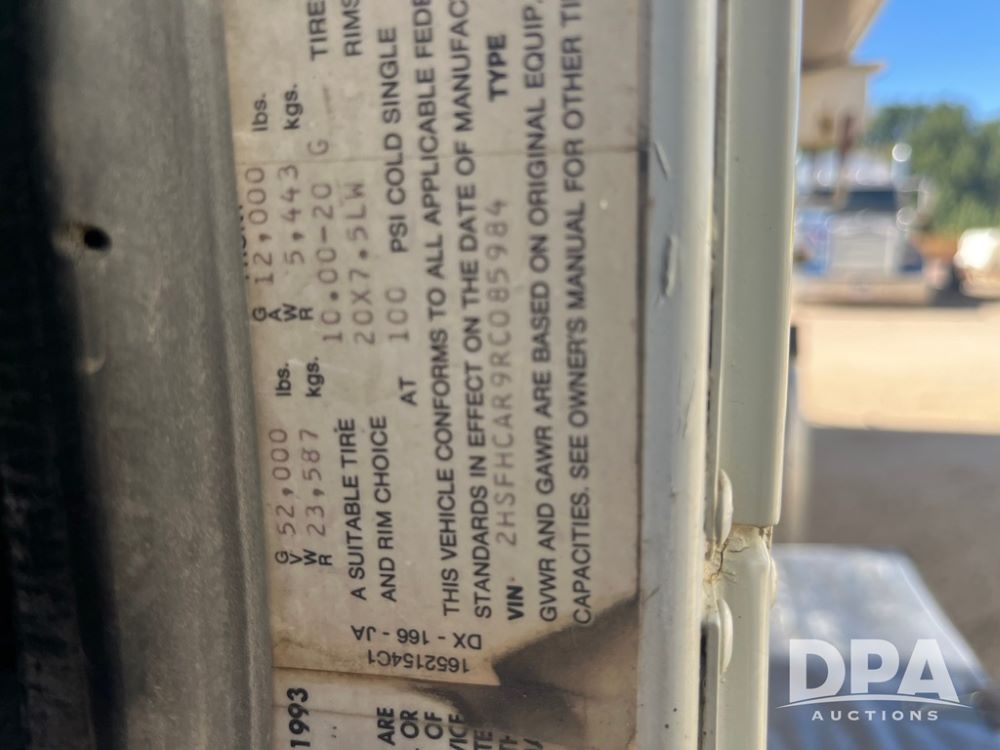 1993
ARE
OR
OF
G V W R 52,000 lbs.
23,587 kgs.
G A W R 12,000 lbs.
5,443 kgs.
A SUITABLE TIRE 10.00-20 G TIRE
AND RIM CHOICE 20X7.5LW RIMS
AT 100 PSI COLD SINGLE
THIS VEHICLE CONFORMS TO ALL APPLICABLE FEDE
STANDARDS IN EFFECT ON THE DATE OF MANUFAC
VIN: 2HSFHCAR9RC085984 TYPE
GVWR AND GAWR ARE BASED ON ORIGINAL EQUIP.
CAPACITIES. SEE OWNER'S MANUAL FOR OTHER TI
1652154C1
DX - 166 - JA
DPA
AUCTIONS